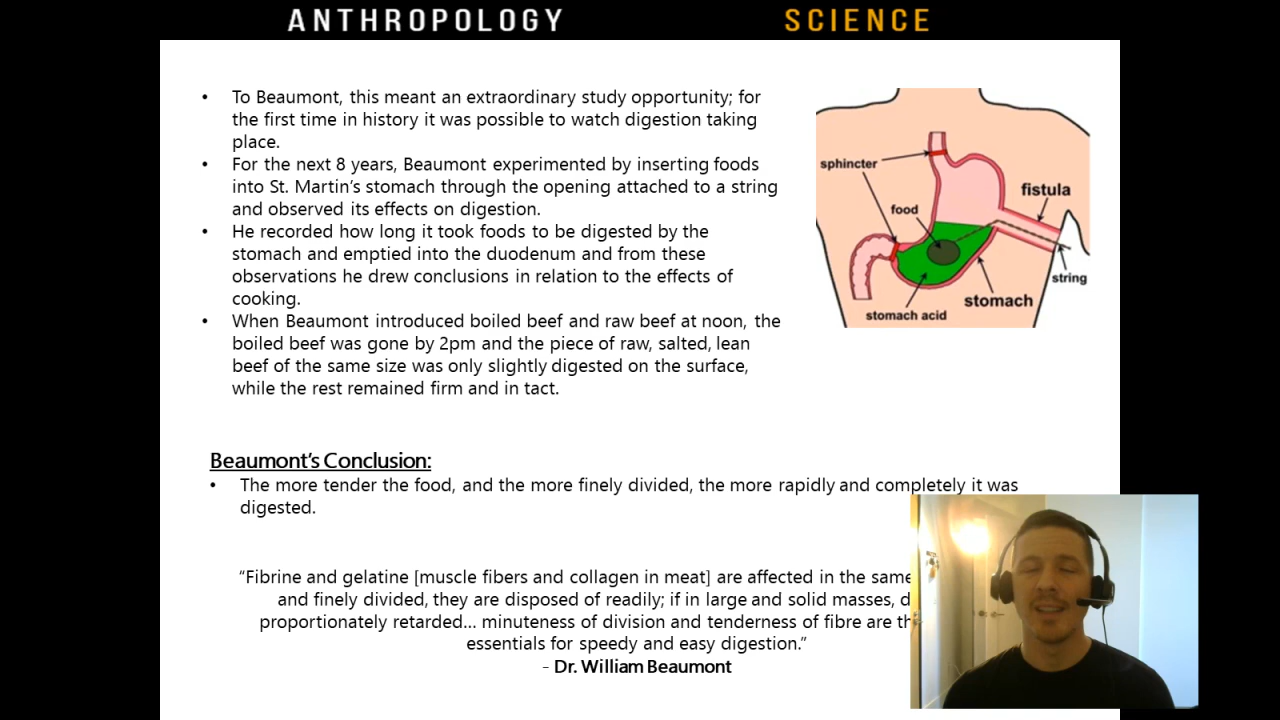 ANTHROPOLOGY SCIENCE
• To Beaumont, this meant an extraordinary study opportunity; for
the first time in history it was possible to watch digestion taking
place.
• For the next 8 years, Beaumont experimented by inserting foods
into St. Martin's stomach through the opening attached to a string
and observed its effects on digestion.
• He recorded how long it took foods to be digested by the
stomach and emptied into the duodenum and from these
observations he drew conclusions in relation to the effects of
cooking.
• When Beaumont introduced boiled beef and raw beef at noon, the
boiled beef was gone by 2pm and the piece of raw, salted, lean
beef of the same size was only slightly digested on the surface,
while the rest remained firm and in tact.
sphincter
fistula
food
string
stomach
stomach acid
Beaumont's Conclusion:
• The more tender the food, and the more finely divided, the more rapidly and completely it was
digested.
“Fibrine and gelatine [muscle fibers and collagen in meat] are affected in the same
and finely divided, they are disposed of readily; if in large and solid masses,
proportionately retarded... minuteness of division and tenderness of fibre are
essentials for speedy and easy digestion.”
- Dr. William Beaumont